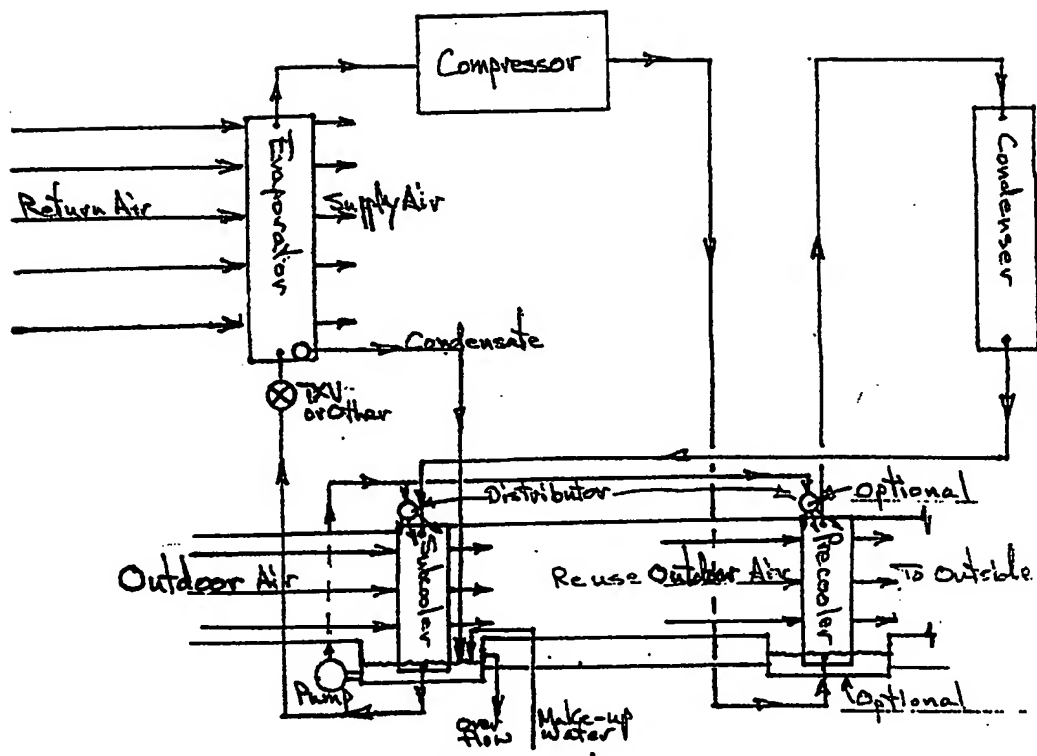 Compressor
Evaporator
Condenser
Return Air
Supply Air
Condensate
TXV
or Other
Distributor
Optional
Subcooler
Precooler
Outdoor Air
Reuse Outdoor Air
To Outside
Pump
Over
flow
Make-up
water
Optional